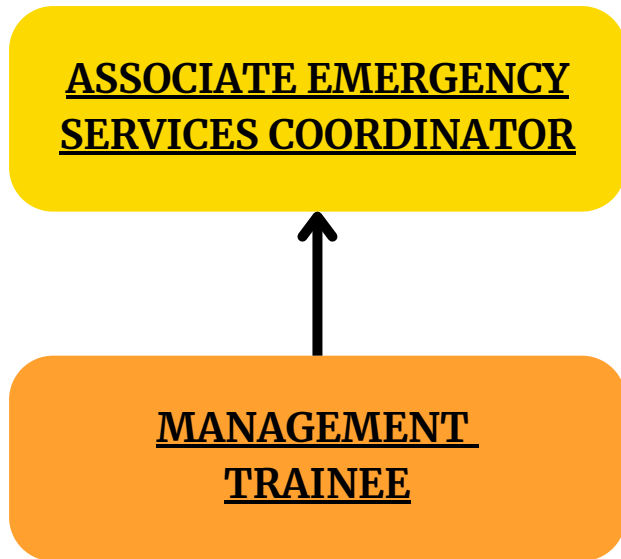 ASSOCIATE EMERGENCY
SERVICES COORDINATOR
MANAGEMENT
TRAINEE